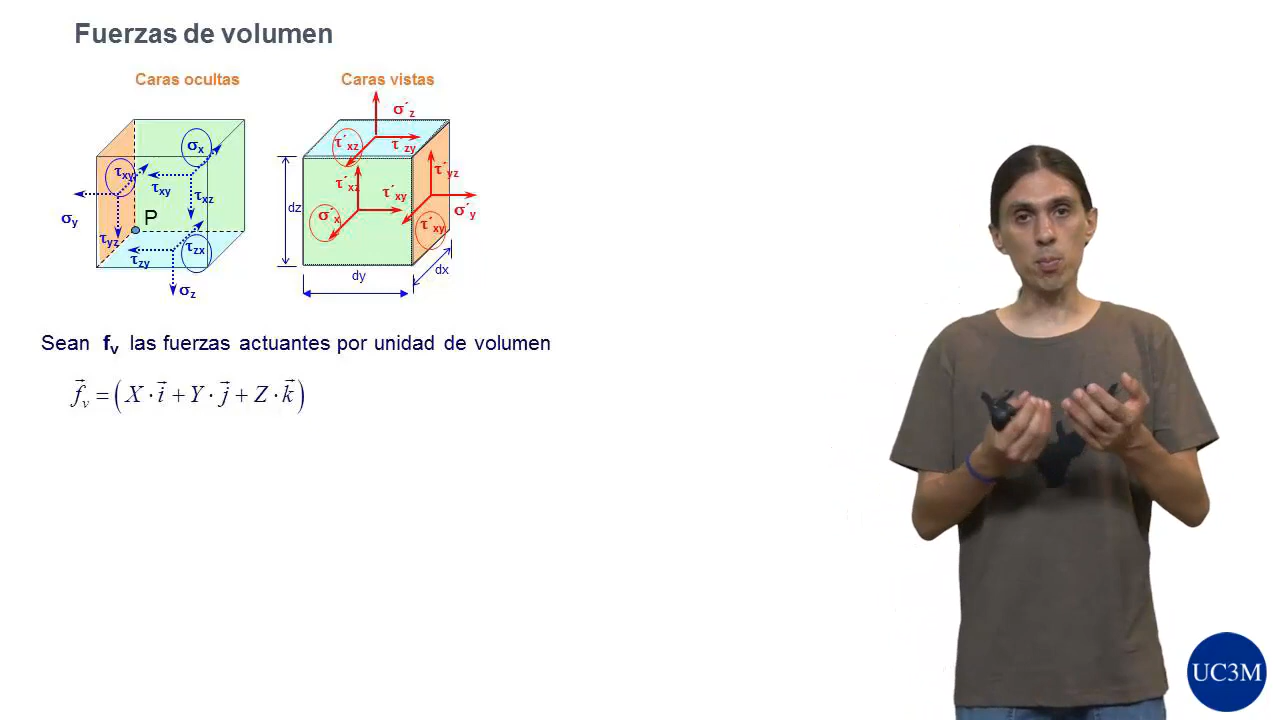 Fuerzas de volumen
Caras ocultas
Caras vistas
σx
τxy
τxy
τxz
σy
P
τyz
τzy
τzx
σz
σ´z
τ´xz
τ´zy
τ´xz
τ´xy
σ´x
τ´yz
σ´y
τ´xy
dz
dy
dx
Sean fv las fuerzas actuantes por unidad de volumen
f⃗v = ( X · i⃗ + Y · j⃗ + Z · k⃗ )
UC3M